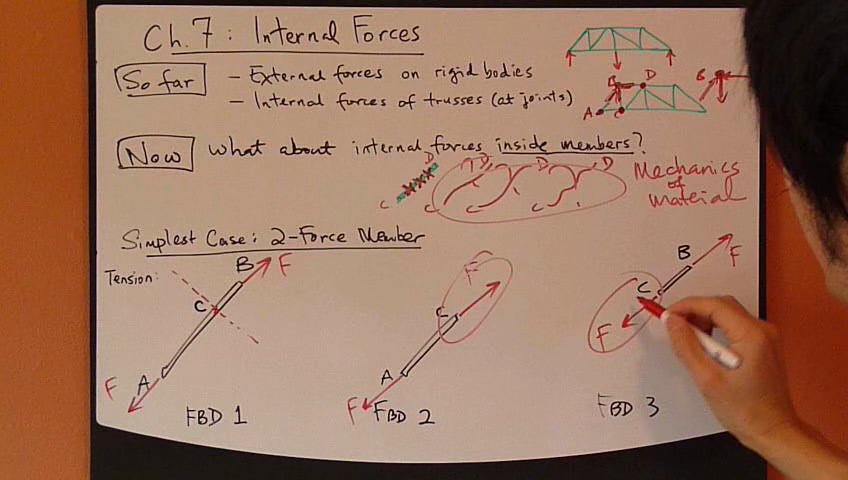 Ch. 7 : Internal Forces
So far - External forces on rigid bodies
- Internal forces of trusses (at joints)
B D B
A C
Now What about internal forces inside members?
D D D D
C C C C
Mechanics
of
material
Simplest Case: 2-Force Member
Tension:
B F
C
F A
FBD 1
F
C
A
F
FBD 2
B F
C
F
FBD 3